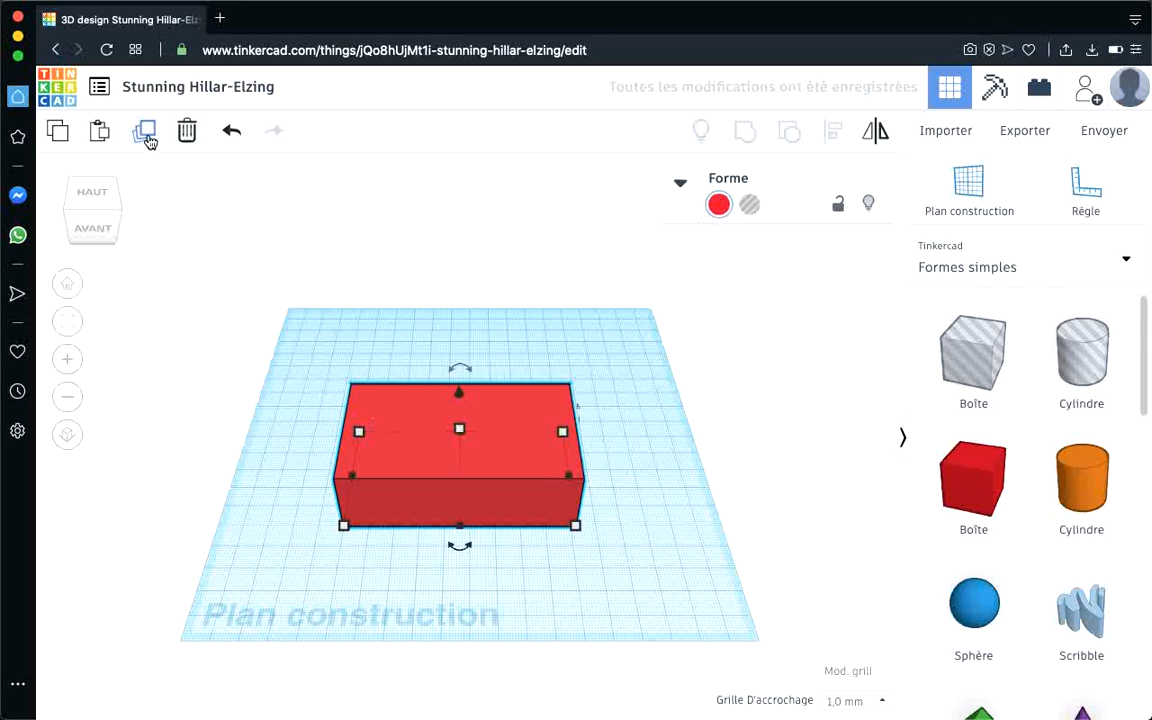 3D design Stunning Hillar-Elz
www.tinkercad.com/things/jQo8hUjMt1i-stunning-hillar-elzing/edit
TIN
KER
CAD
Stunning Hillar-Elzing
Toutes les modifications ont été enregistrées
Importer
Exporter
Envoyer
HAUT
AVANT
Forme
Plan construction
Règle
Tinkercad
Formes simples
Boîte
Cylindre
Boîte
Cylindre
Sphère
Scribble
Plan construction
Mod. grill
Grille D'accrochage
1,0 mm